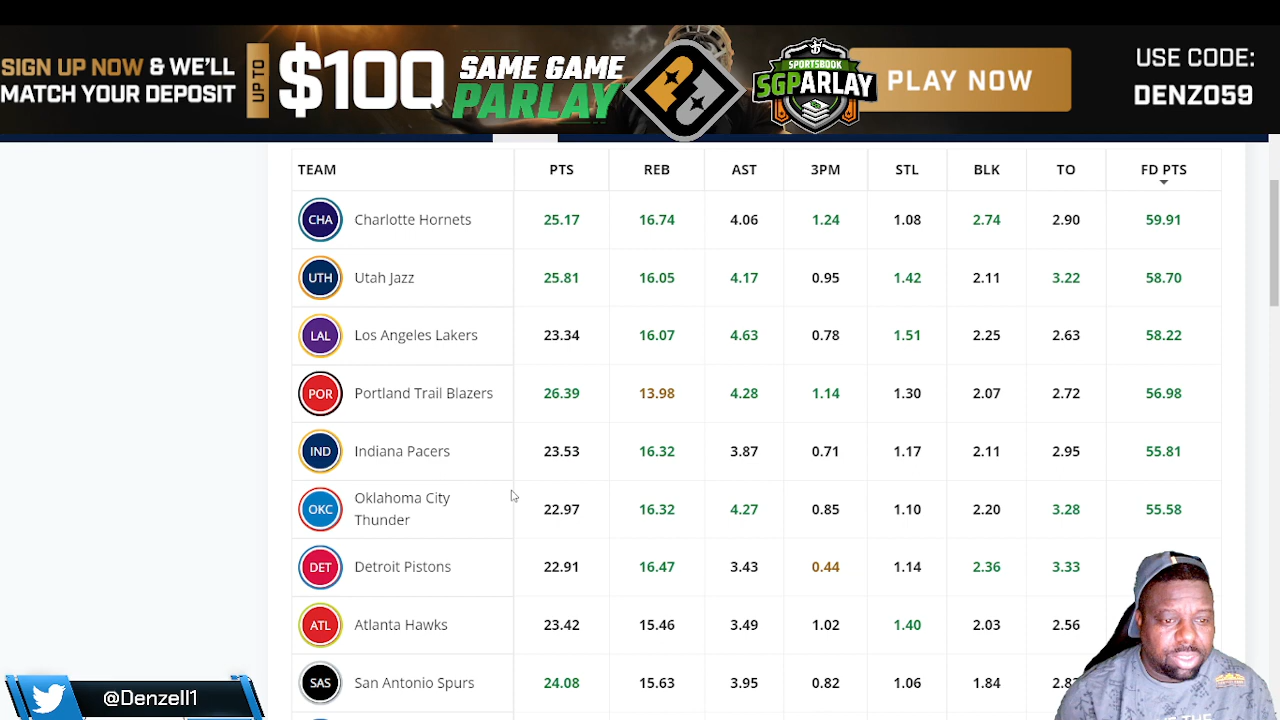 SIGN UP NOW & WE'LL
MATCH YOUR DEPOSIT
UP TO
$100
SAME GAME
PARLAY
SPORTSBOOK
SGPARLAY
PLAY NOW
USE CODE:
DENZO59
TEAM PTS REB AST 3PM STL BLK TO FD PTS
CHA Charlotte Hornets 25.17 16.74 4.06 1.24 1.08 2.74 2.90 59.91
UTH Utah Jazz 25.81 16.05 4.17 0.95 1.42 2.11 3.22 58.70
LAL Los Angeles Lakers 23.34 16.07 4.63 0.78 1.51 2.25 2.63 58.22
POR Portland Trail Blazers 26.39 13.98 4.28 1.14 1.30 2.07 2.72 56.98
IND Indiana Pacers 23.53 16.32 3.87 0.71 1.17 2.11 2.95 55.81
OKC Oklahoma City
Thunder 22.97 16.32 4.27 0.85 1.10 2.20 3.28 55.58
DET Detroit Pistons 22.91 16.47 3.43 0.44 1.14 2.36 3.33
ATL Atlanta Hawks 23.42 15.46 3.49 1.02 1.40 2.03 2.56
SAS San Antonio Spurs 24.08 15.63 3.95 0.82 1.06 1.84
@Denzell1